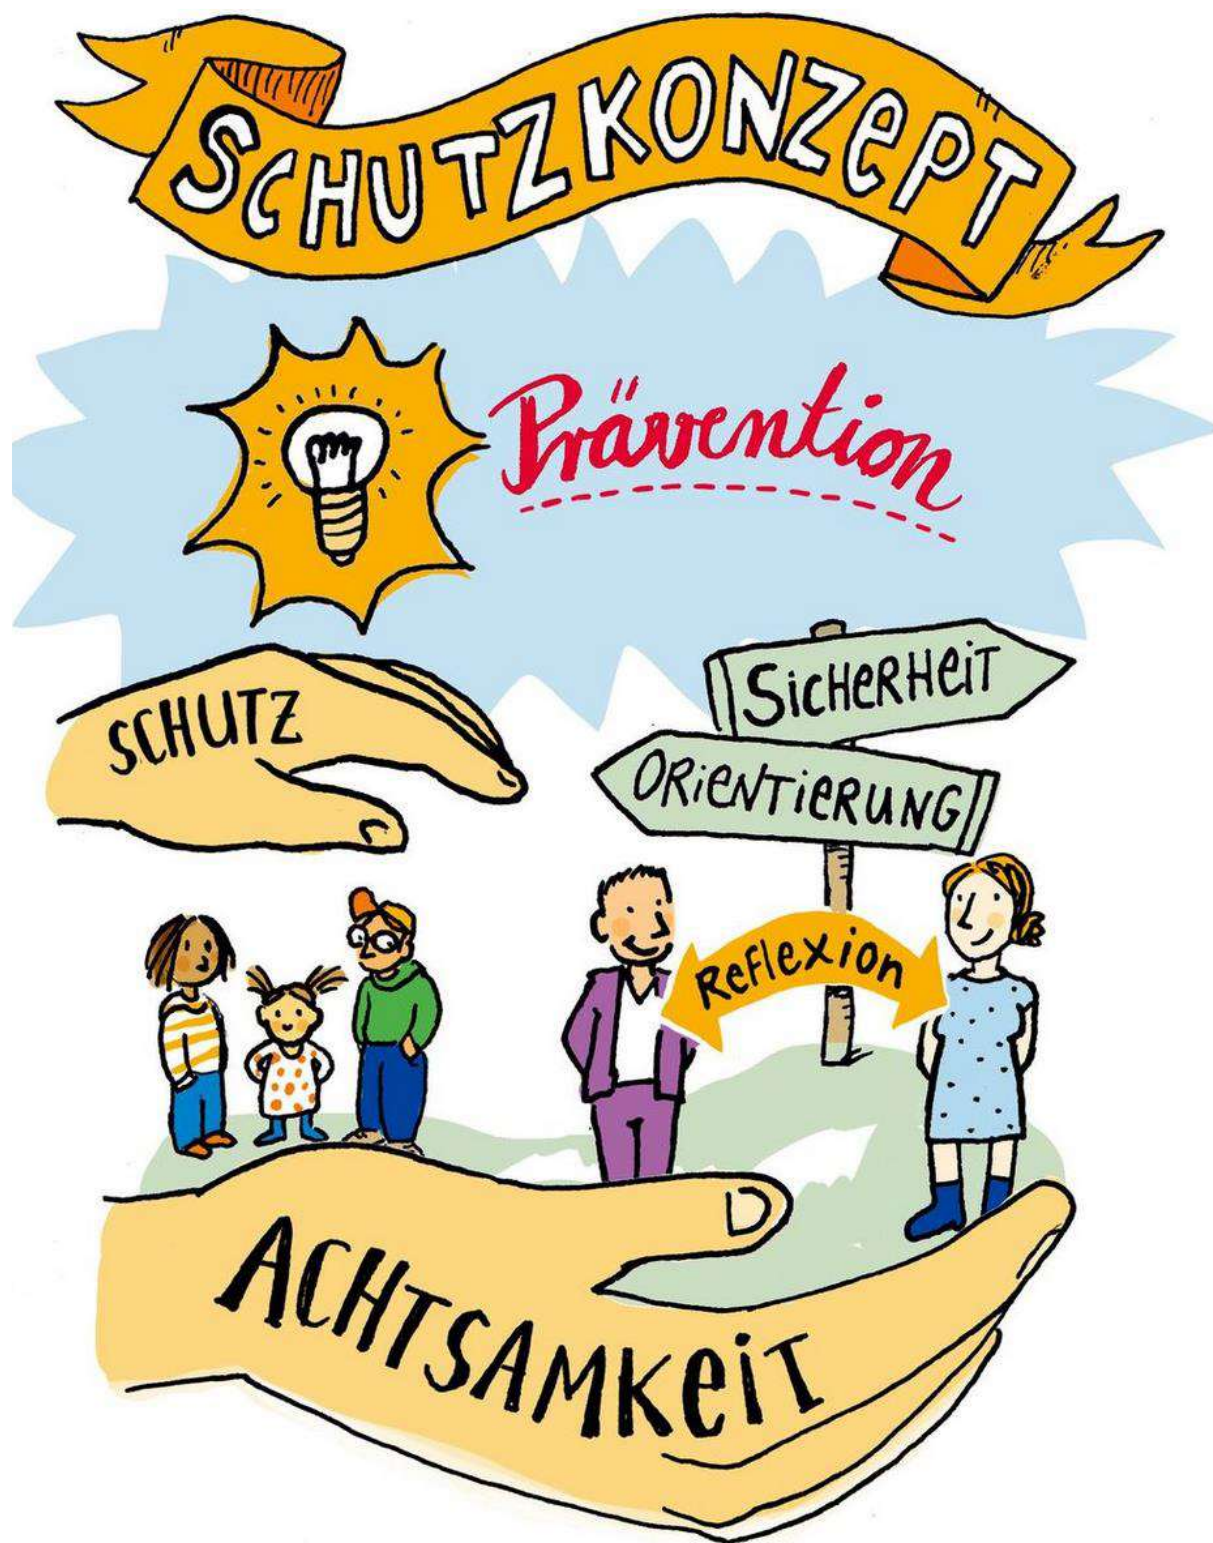 SCHUTZKONZEPT
Prävention
SCHUTZ
SICHERHEIT
ORIENTIERUNG
Reflexion
ACHTSAMKEIT